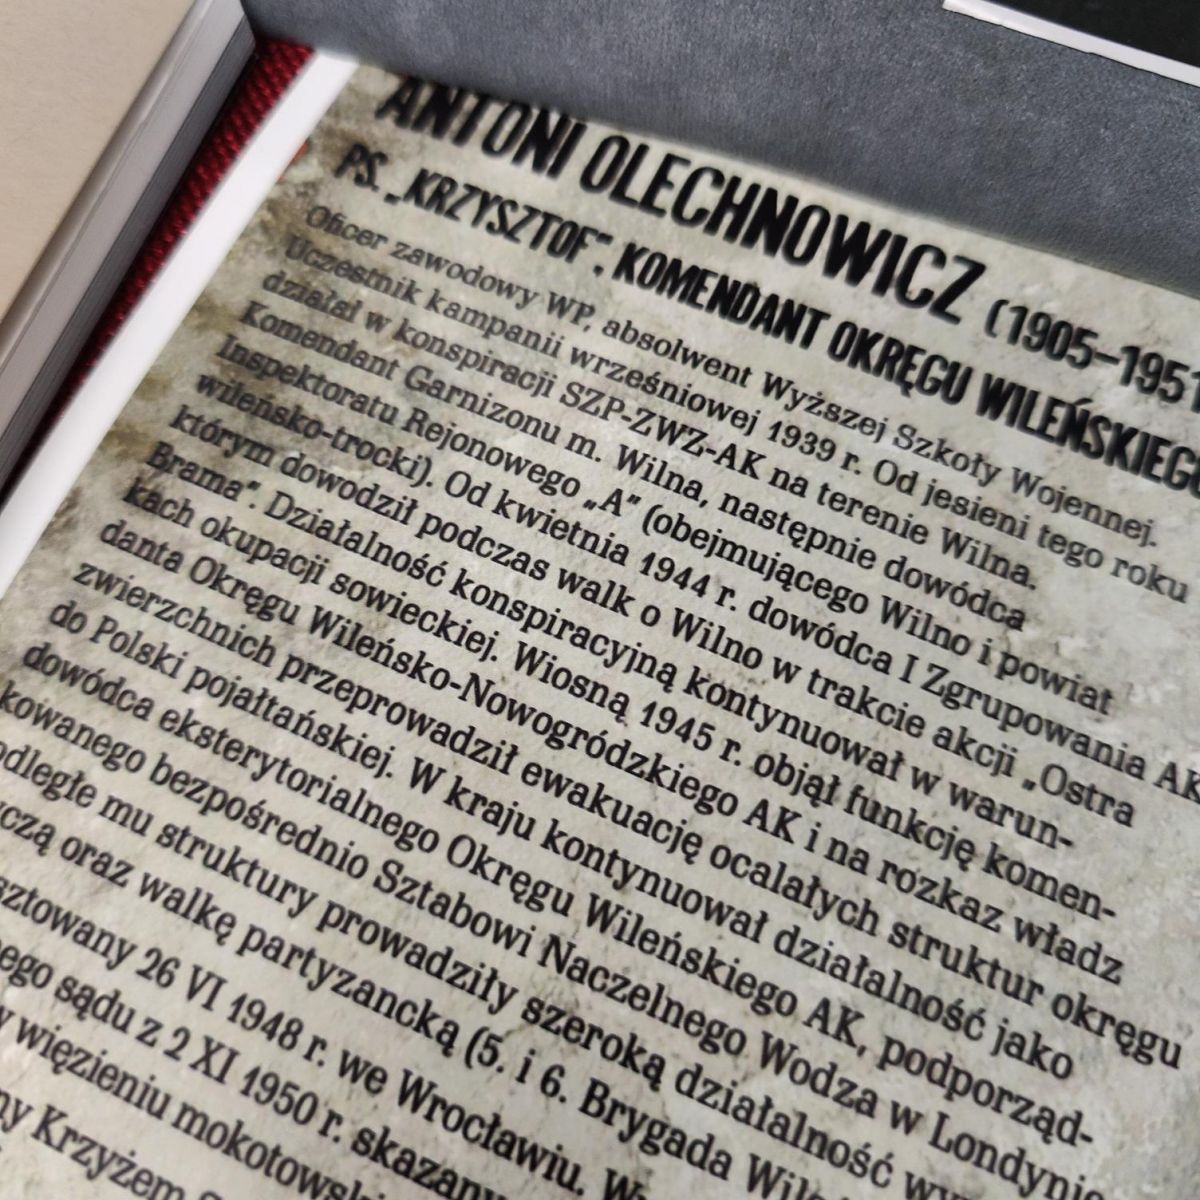 ANTONI OLECHNOWICZ (1905–1951
PS. „KRZYSZTOF”, KOMENDANT OKRĘGU WILEŃSKIEGO
Oficer zawodowy WP, absolwent Wyższej Szkoły Wojennej.
Uczestnik kampanii wrześniowej 1939 r. Od jesieni tego roku
działał w konspiracji SZP-ZWZ-AK na terenie Wilna.
Komendant Garnizonu m. Wilna, następnie dowódca
Inspektoratu Rejonowego „A” (obejmującego Wilno i powiat
wileńsko-trocki). Od kwietnia 1944 r. dowódca I Zgrupowania AK
którym dowodził podczas walk o Wilno w trakcie akcji „Ostra
Brama”. Działalność konspiracyjną kontynuował w warun-
kach okupacji sowieckiej. Wiosną 1945 r. objął funkcję komen-
danta Okręgu Wileńsko-Nowogródzkiego AK i na rozkaz władz
zwierzchnich przeprowadził ewakuację ocalałych struktur okręgu
do Polski pojałtańskiej. W kraju kontynuował działalność jako
dowódca eksterytorialnego Okręgu Wileńskiego AK, podporząd-
kowanego bezpośrednio Sztabowi Naczelnego Wodza w Londynie
odległe mu struktury prowadziły szeroką działalność wy
czą oraz walkę partyzancką (5. i 6. Brygada Wileń
sztowany 26 VI 1948 r. we Wrocławiu. W
ego sądu z 2 XI 1950 r. skazany
w więzieniu mokotowski
ny Krzyżem